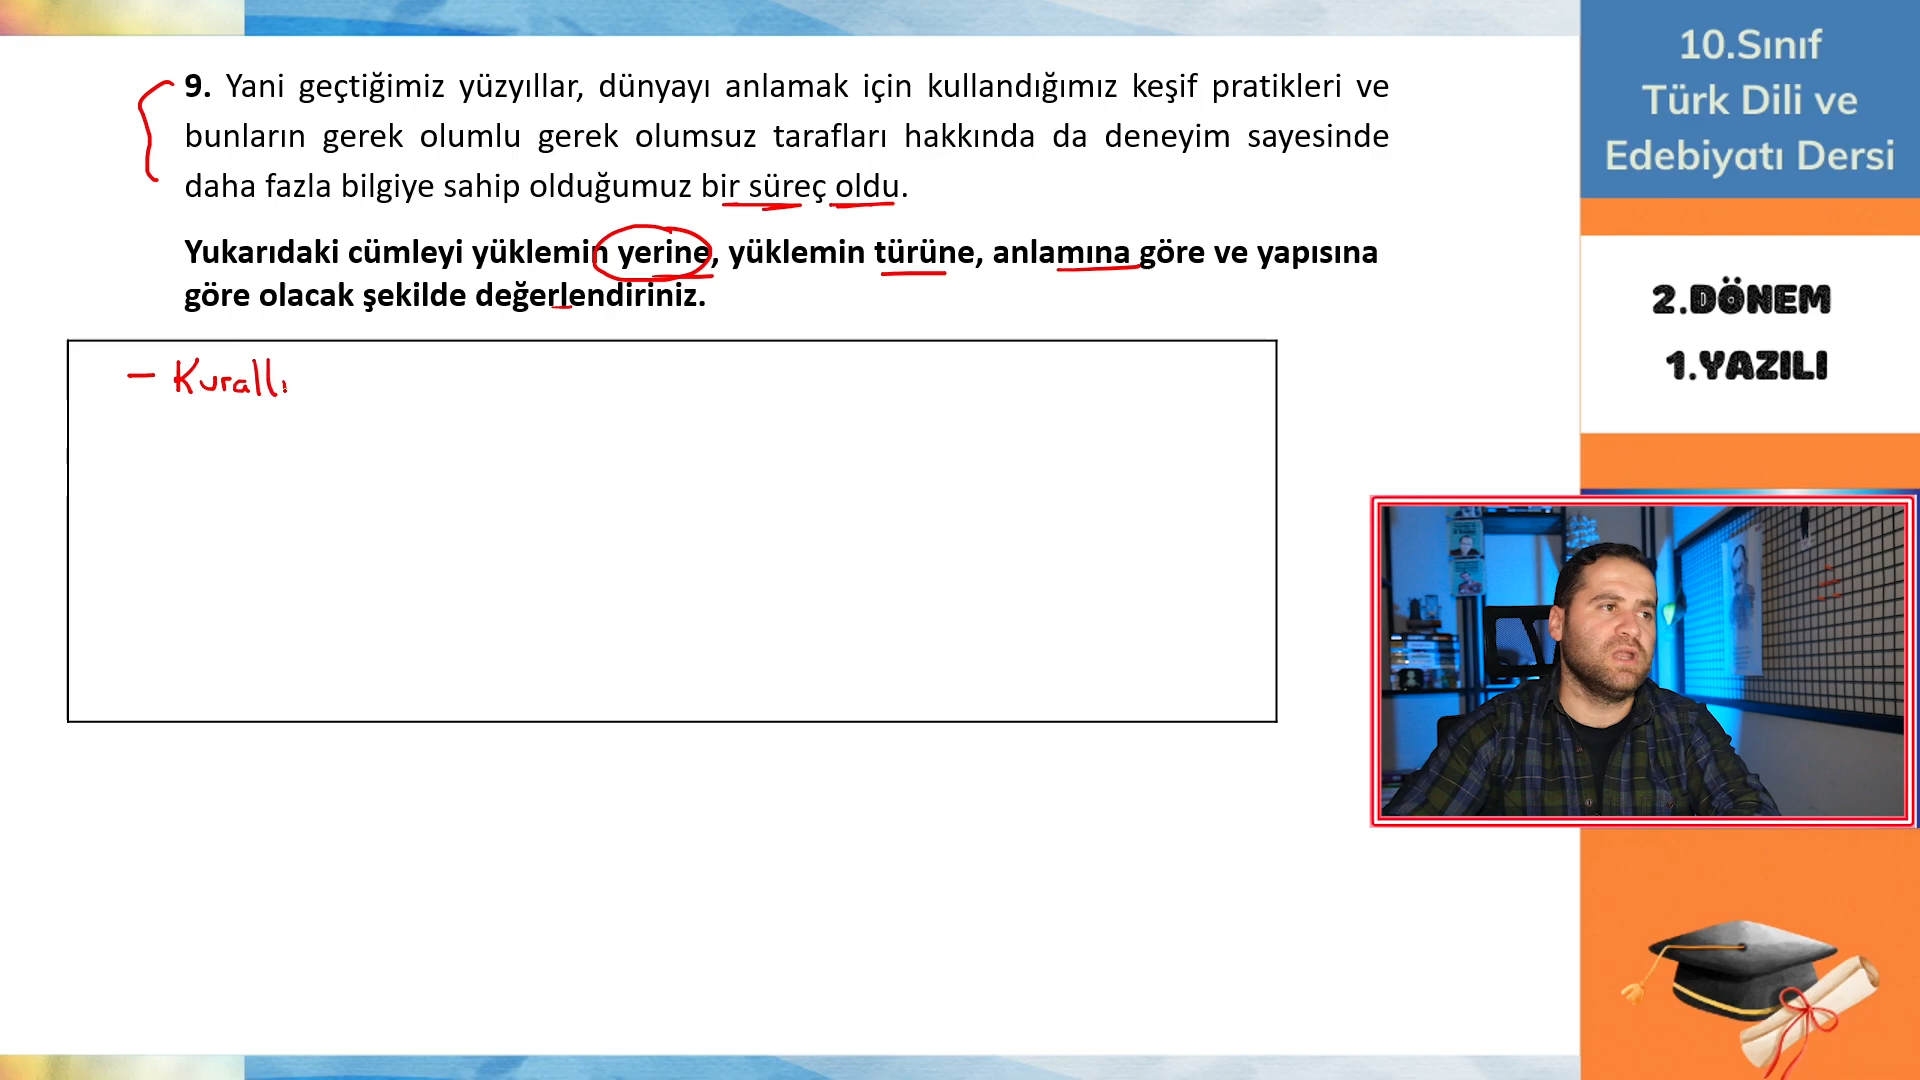 9. Yani geçtiğimiz yüzyıllar, dünyayı anlamak için kullandığımız keşif pratikleri ve
bunların gerek olumlu gerek olumsuz tarafları hakkında da deneyim sayesinde
daha fazla bilgiye sahip olduğumuz bir süreç oldu.
Yukarıdaki cümleyi yüklemin yerine, yüklemin türüne, anlamına göre ve yapısına
göre olacak şekilde değerlendiriniz.
– Kurallı
10.Sınıf
Türk Dili ve
Edebiyatı Dersi
2.DÖNEM
1.YAZILI